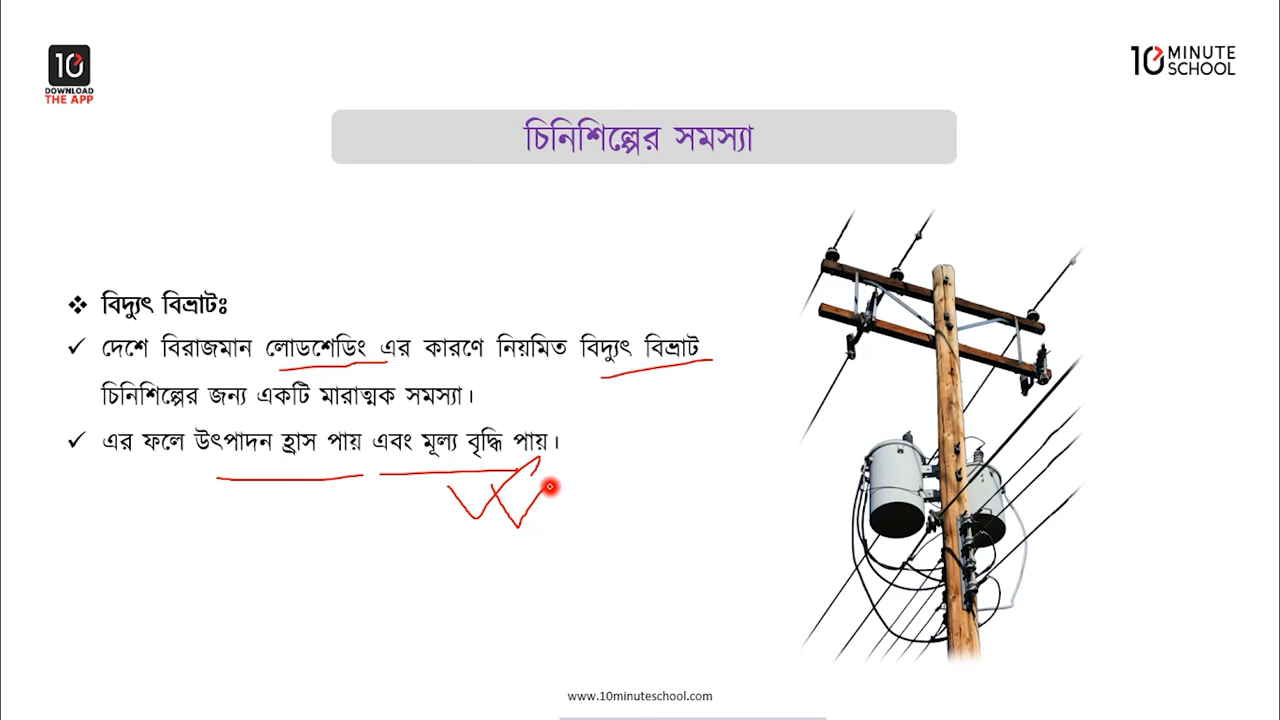 10
DOWNLOAD
THE APP
10 MINUTE
SCHOOL
চিনিশিল্পের সমস্যা
❖ বিদ্যুৎ বিভ্রাটঃ
✓ দেশে বিরাজমান লোডশেডিং এর কারণে নিয়মিত বিদ্যুৎ বিভ্রাট
চিনিশিল্পের জন্য একটি মারাত্মক সমস্যা।
✓ এর ফলে উৎপাদন হ্রাস পায় এবং মূল্য বৃদ্ধি পায়।
www.10minuteschool.com